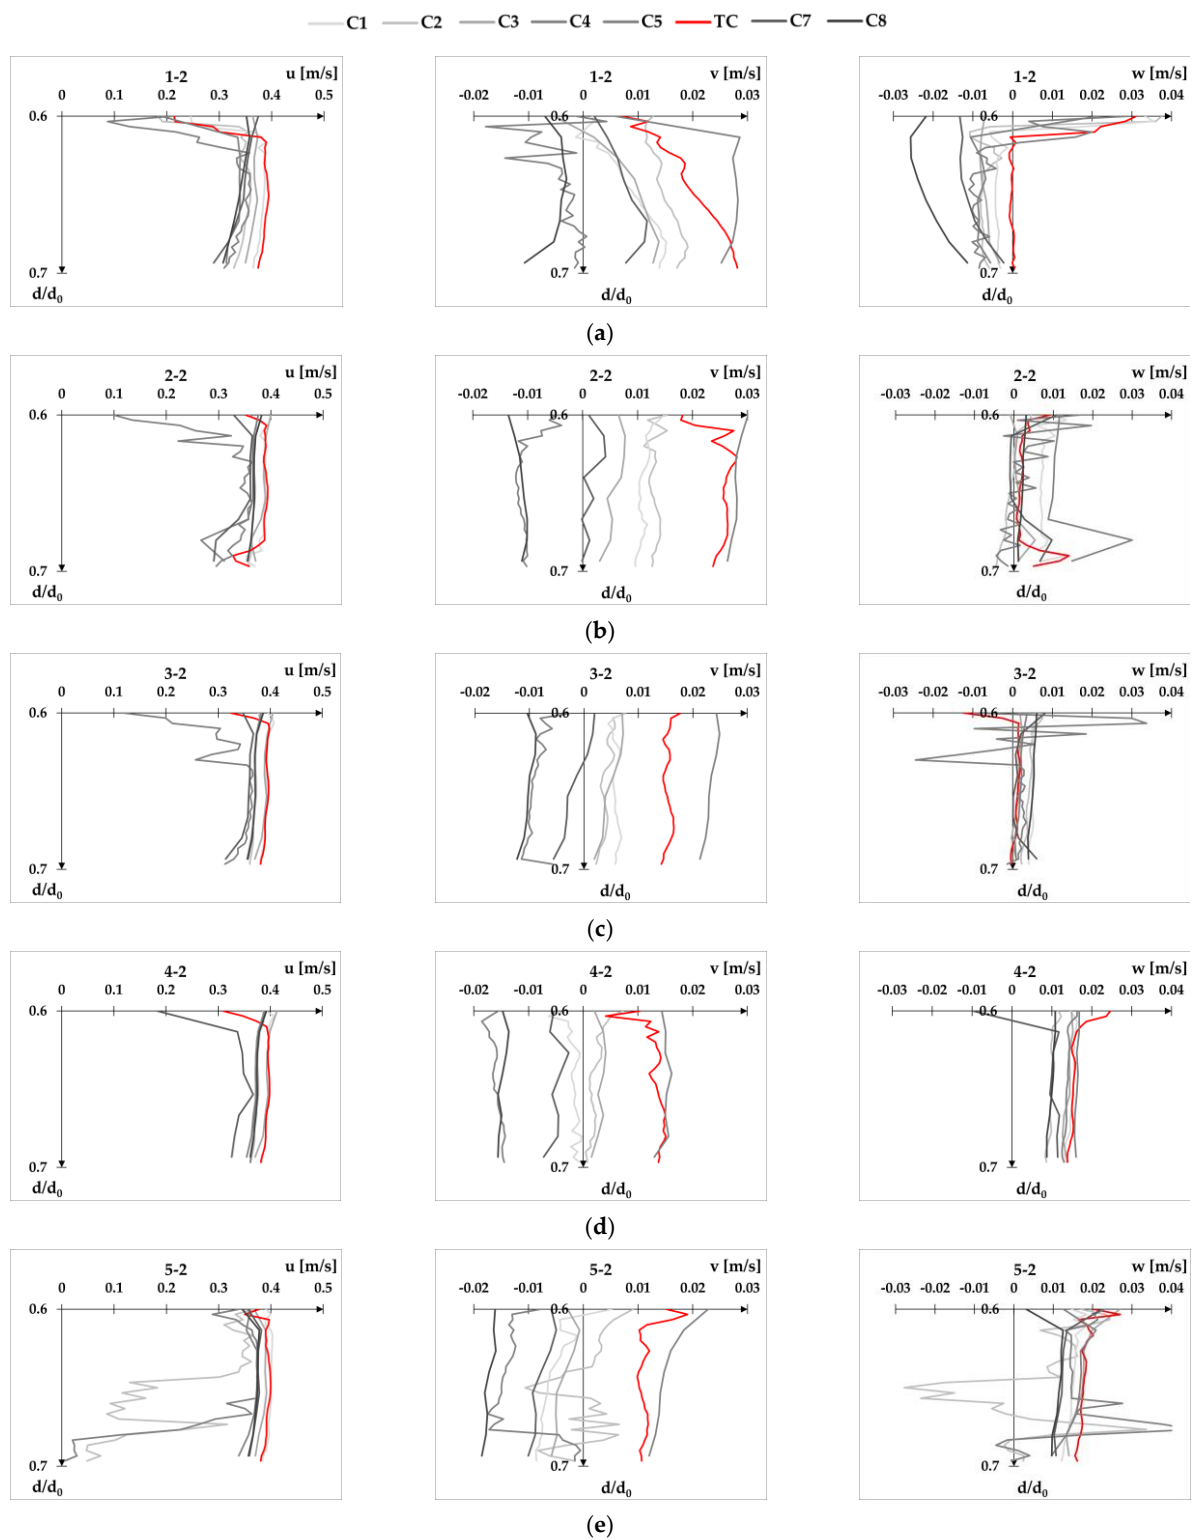 C1 C2 C3 C4 C5 TC C7 C8
1-2 u [m/s]
0 0.1 0.2 0.3 0.4 0.5
0.6
0.7
d/d0
1-2 v [m/s]
-0.02 -0.01 0 0.01 0.02 0.03
0.6
0.7
d/d0
1-2 w [m/s]
-0.03 -0.02 -0.01 0 0.01 0.02 0.03 0.04
0.6
0.7
d/d0
(a)
2-2 u [m/s]
0 0.1 0.2 0.3 0.4 0.5
0.6
0.7
d/d0
2-2 v [m/s]
-0.02 -0.01 0 0.01 0.02 0.03
0.6
0.7
d/d0
2-2 w [m/s]
-0.03 -0.02 -0.01 0 0.01 0.02 0.03 0.04
0.6
0.7
d/d0
(b)
3-2 u [m/s]
0 0.1 0.2 0.3 0.4 0.5
0.6
0.7
d/d0
3-2 v [m/s]
-0.02 -0.01 0 0.01 0.02 0.03
0.6
0.7
d/d0
3-2 w [m/s]
-0.03 -0.02 -0.01 0 0.01 0.02 0.03 0.04
0.6
0.7
d/d0
(c)
4-2 u [m/s]
0 0.1 0.2 0.3 0.4 0.5
0.6
0.7
d/d0
4-2 v [m/s]
-0.02 -0.01 0 0.01 0.02 0.03
0.6
0.7
d/d0
4-2 w [m/s]
-0.03 -0.02 -0.01 0 0.01 0.02 0.03 0.04
0.6
0.7
d/d0
(d)
5-2 u [m/s]
0 0.1 0.2 0.3 0.4 0.5
0.6
0.7
d/d0
5-2 v [m/s]
-0.02 -0.01 0 0.01 0.02 0.03
0.6
0.7
d/d0
5-2 w [m/s]
-0.03 -0.02 -0.01 0 0.01 0.02 0.03 0.04
0.6
0.7
d/d0
(e)